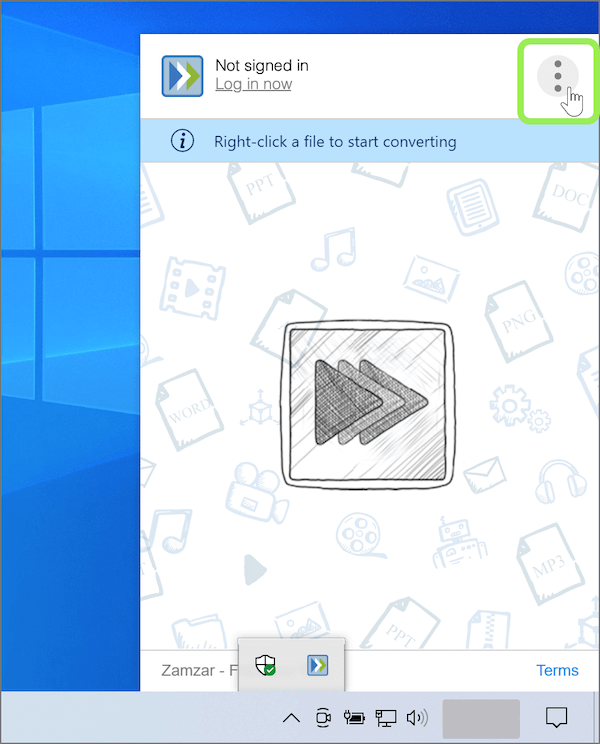 Not signed in
Log in now
Right-click a file to start converting
PPT
DOC
PNG
WORD
MP3
PPT
Zamzar - F
Terms